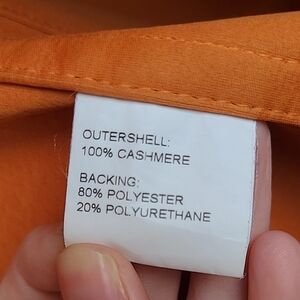 OUTERSHELL:
100% CASHMERE
BACKING:
80% POLYESTER
20% POLYURETHANE